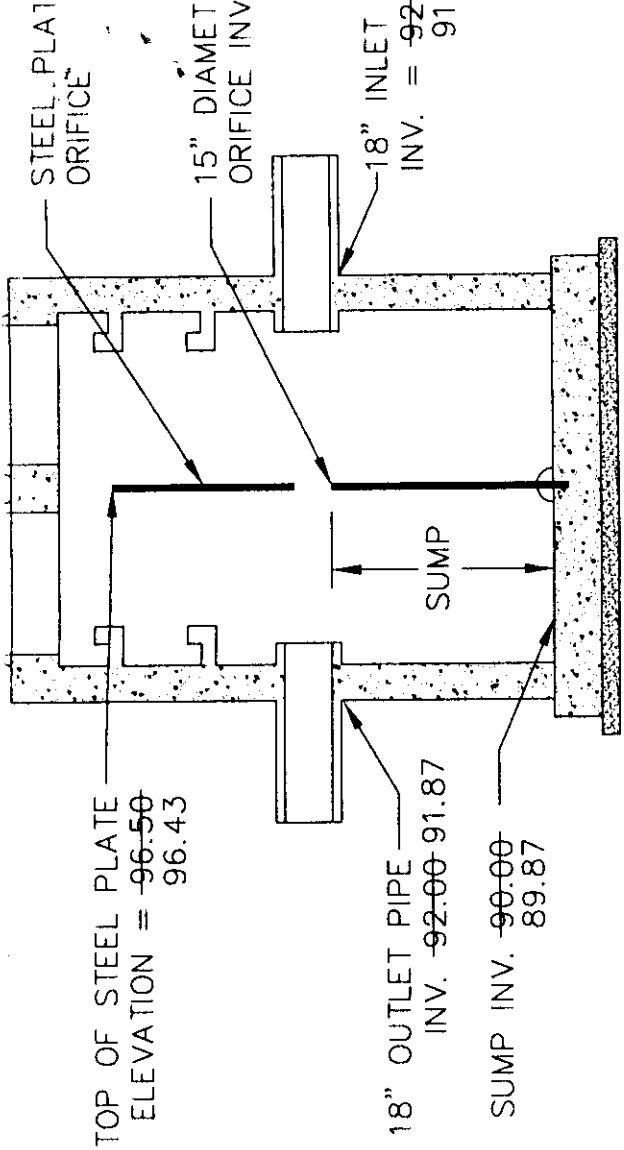 TOP OF STEEL PLATE
ELEVATION = 96.50
96.43
18” OUTLET PIPE
INV. 92.00 91.87
SUMP INV. 90.00
89.87
SUMP
STEEL PLAT
ORIFICE
15” DIAMET
ORIFICE INV
18” INLET
INV. = 92
91